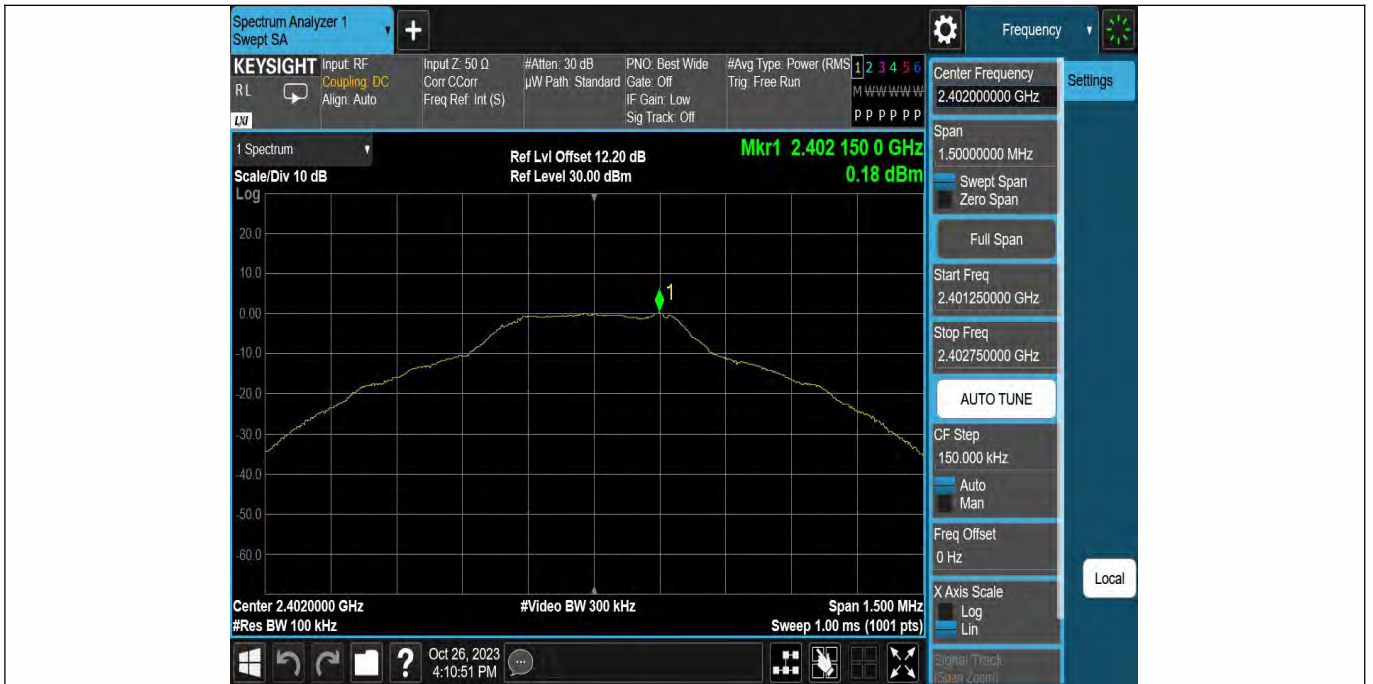 Spectrum Analyzer 1
Swept SA
+
Frequency
KEYSIGHT
RL
LXI
Input: RF
Coupling: DC
Align: Auto
Input Z: 50 Ω
Corr CCorr
Freq Ref: Int (S)
#Atten: 30 dB
µW Path: Standard
PNO: Best Wide
Gate: Off
IF Gain: Low
Sig Track: Off
#Avg Type: Power (RMS
Trig: Free Run
1 2 3 4 5 6
M W W W W W
P P P P P P
1 Spectrum
Scale/Div 10 dB
Ref Lvl Offset 12.20 dB
Ref Level 30.00 dBm
Mkr1 2.402 150 0 GHz
0.18 dBm
Log
20.0
10.0
0.00
-10.0
-20.0
-30.0
-40.0
-50.0
-60.0
1
Center 2.4020000 GHz
#Res BW 100 kHz
#Video BW 300 kHz
Span 1.500 MHz
Sweep 1.00 ms (1001 pts)
Center Frequency
2.402000000 GHz
Settings
Span
1.50000000 MHz
Swept Span
Zero Span
Full Span
Start Freq
2.401250000 GHz
Stop Freq
2.402750000 GHz
AUTO TUNE
CF Step
150.000 kHz
Auto
Man
Freq Offset
0 Hz
X Axis Scale
Log
Lin
Signal Track
(Span Zoom)
Local
?
Oct 26, 2023
4:10:51 PM